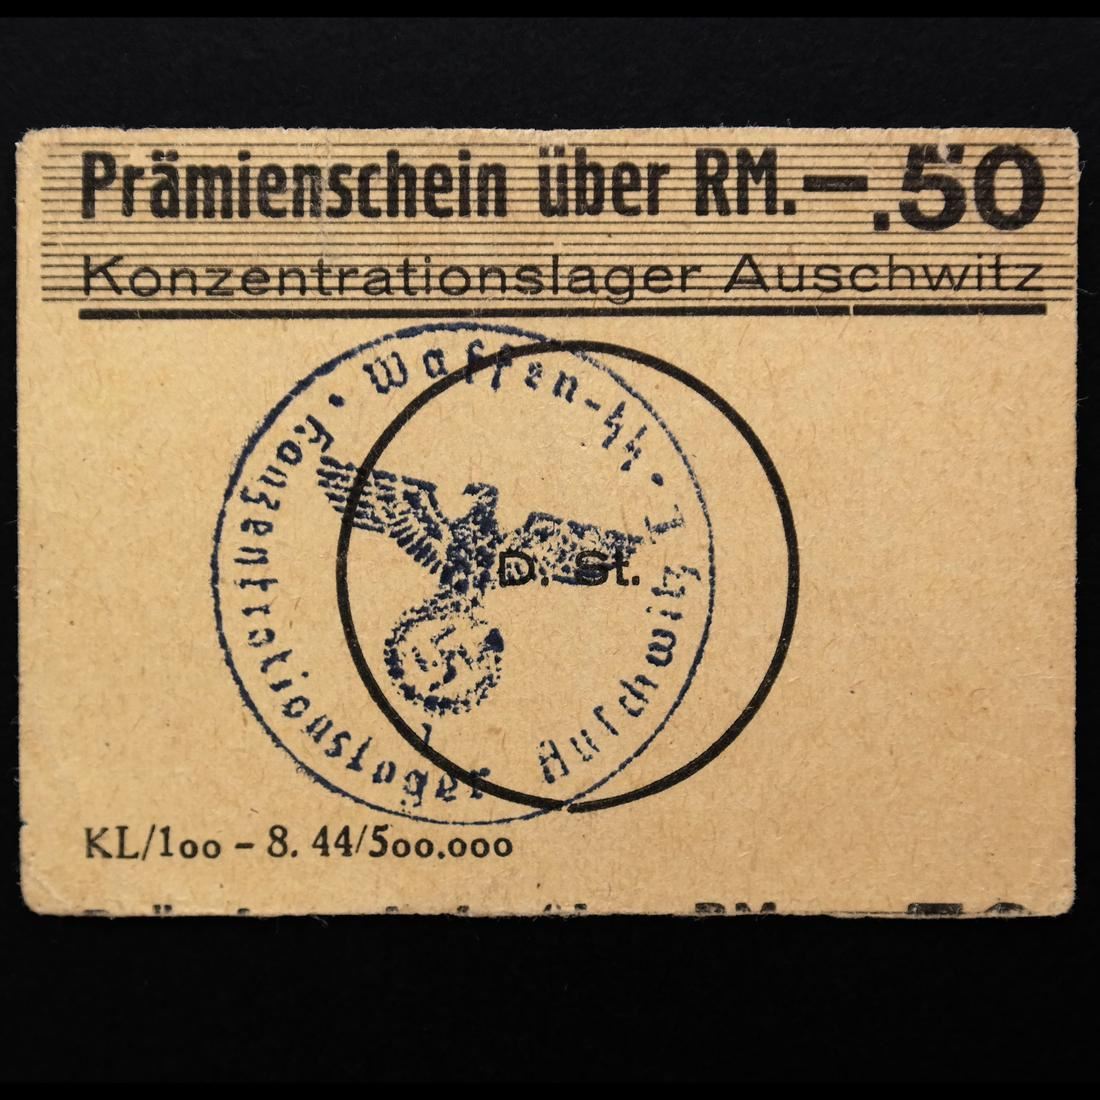 Prämienschein über RM. -.50
Konzentrationslager Auschwitz
Waffen-SS
Konzentrationslager Auschwitz
D. St.
KL/100 - 8. 44/500.000